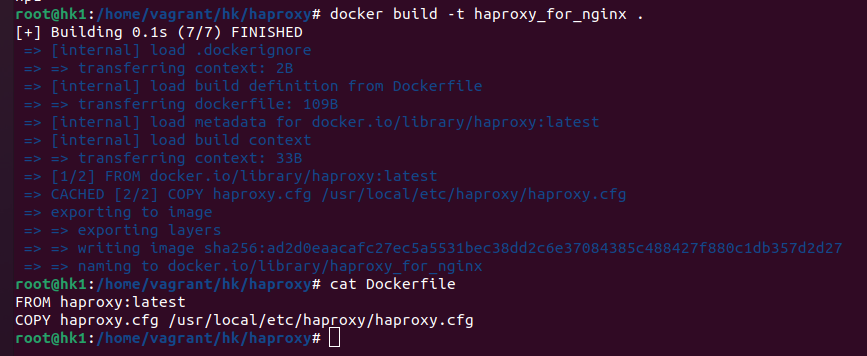 root@hk1:/home/vagrant/hk/haproxy# docker build -t haproxy_for_nginx .
[+] Building 0.1s (7/7) FINISHED
=> [internal] load .dockerignore
=> => transferring context: 2B
=> [internal] load build definition from Dockerfile
=> => transferring dockerfile: 109B
=> [internal] load metadata for docker.io/library/haproxy:latest
=> [internal] load build context
=> => transferring context: 33B
=> [1/2] FROM docker.io/library/haproxy:latest
=> CACHED [2/2] COPY haproxy.cfg /usr/local/etc/haproxy/haproxy.cfg
=> exporting to image
=> => exporting layers
=> => writing image sha256:ad2d0eaacafc27ec5a5531bec38dd2c6e37084385c488427f880c1db357d2d27
=> => naming to docker.io/library/haproxy_for_nginx
root@hk1:/home/vagrant/hk/haproxy# cat Dockerfile
FROM haproxy:latest
COPY haproxy.cfg /usr/local/etc/haproxy/haproxy.cfg
root@hk1:/home/vagrant/hk/haproxy#